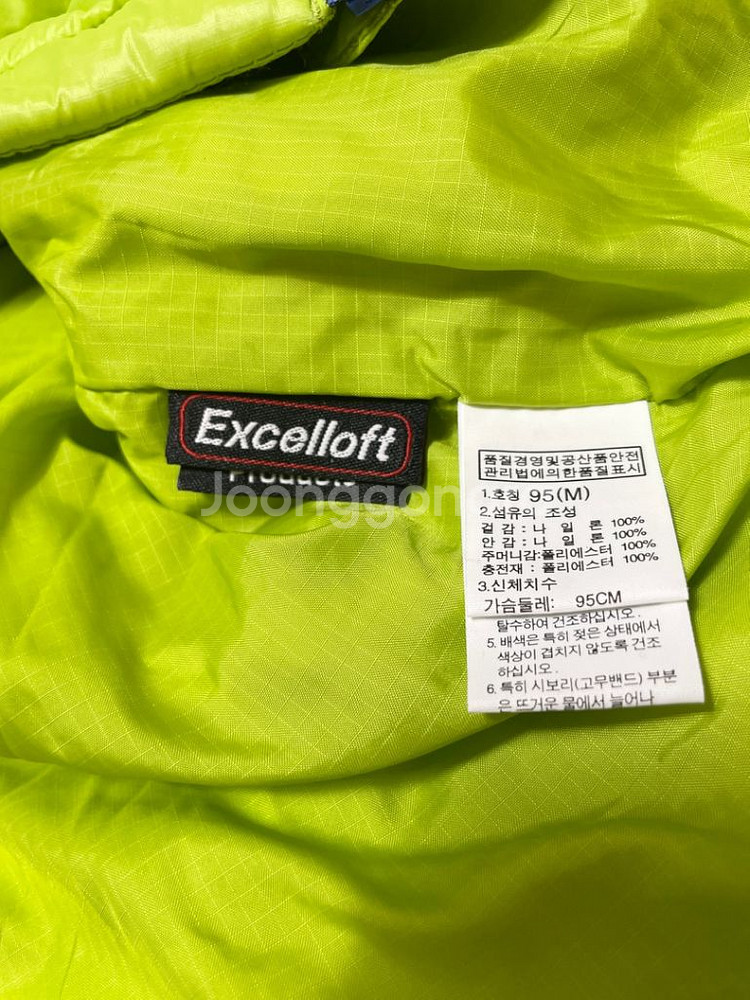 Excelloft
Products
Joonggon
품질경영및공산품안전
관리법에의한품질표시
1.호칭 95(M)
2.섬유의 조성
겉 감 : 나 일 론 100%
안 감 : 나 일 론 100%
주머니감:폴리에스터 100%
충전재 : 폴리에스터 100%
3.신체치수
가슴둘레: 95CM
탈수하여 건조하십시오.
5. 배색은 특히 젖은 상태에서
색상이 겹치지 않도록 건조
하십시오.
6. 특히 시보리(고무밴드) 부분
은 뜨거운 물에서 늘어나